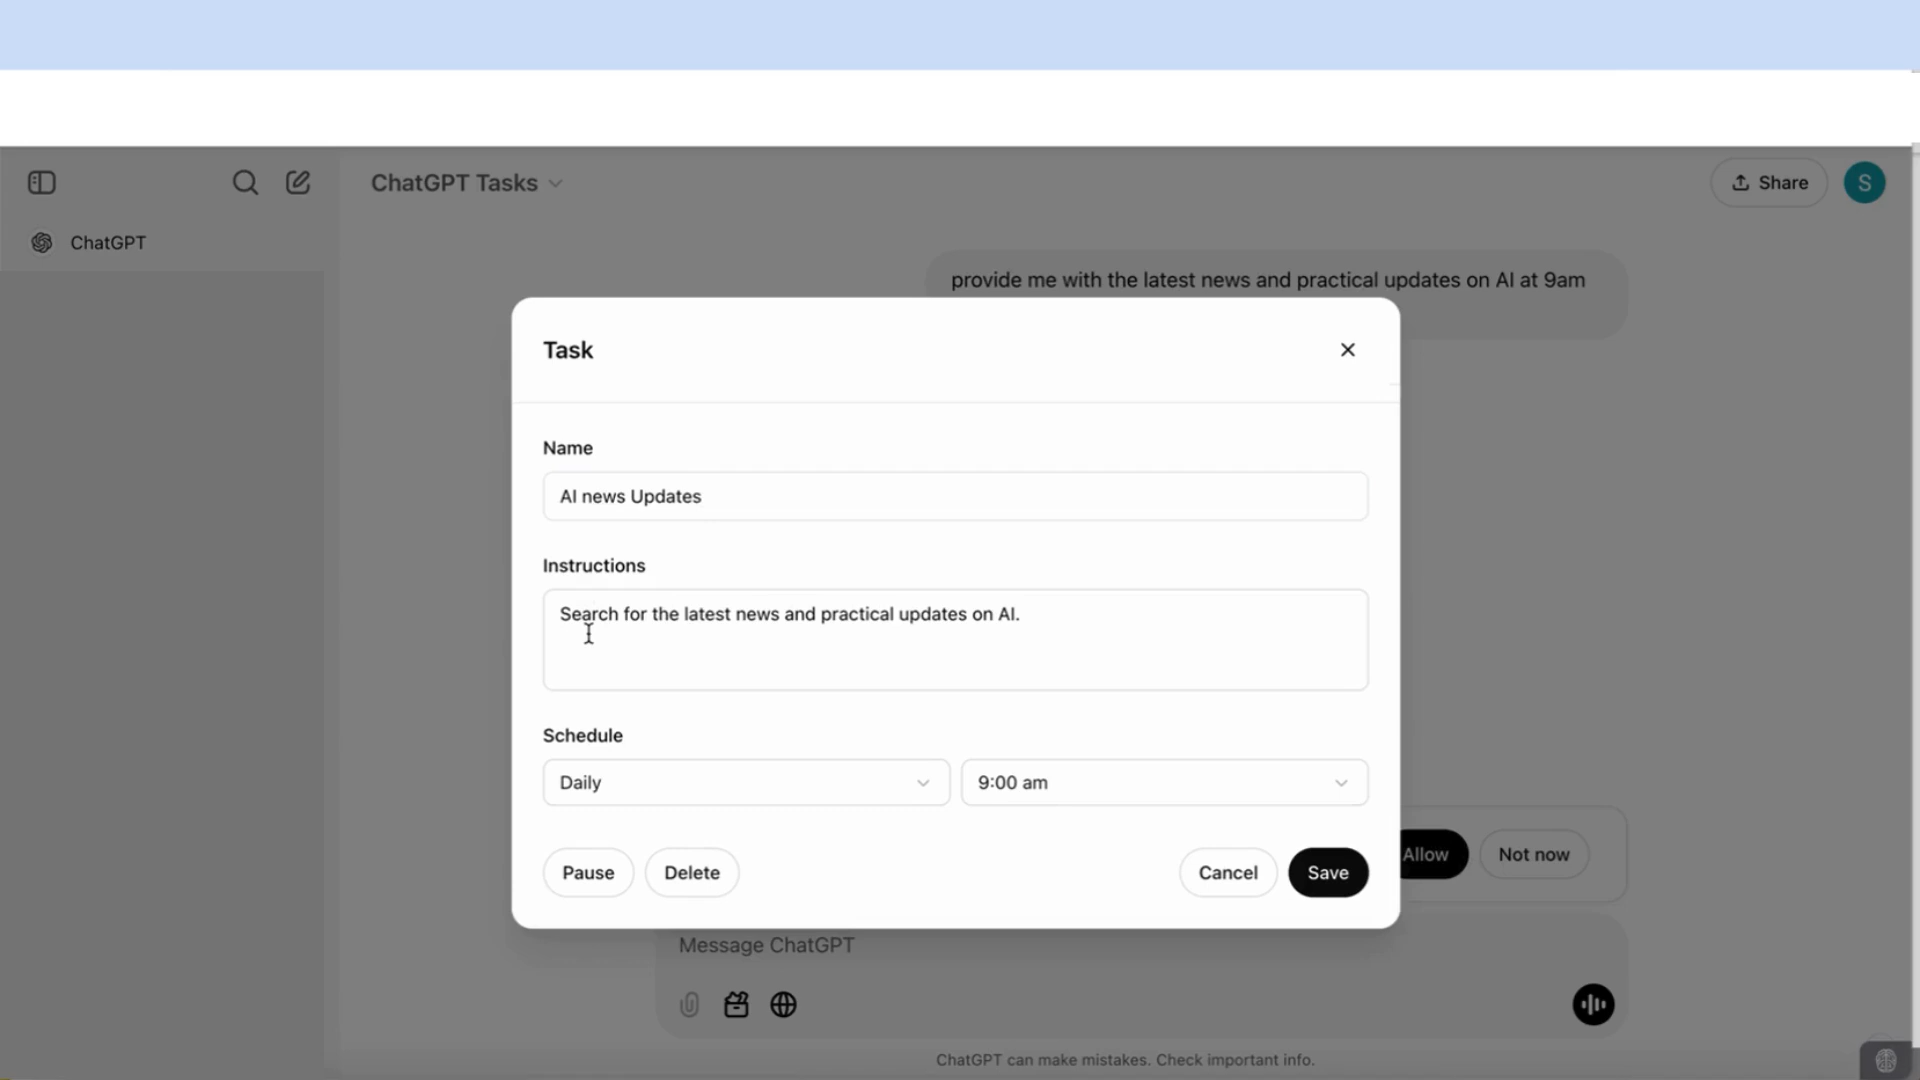 ChatGPT Tasks
Share
S
ChatGPT
provide me with the latest news and practical updates on AI at 9am
Task
Name
AI news Updates
Instructions
Search for the latest news and practical updates on AI.
Schedule
Daily
9:00 am
Pause
Delete
Cancel
Save
Allow
Not now
Message ChatGPT
ChatGPT can make mistakes. Check important info.